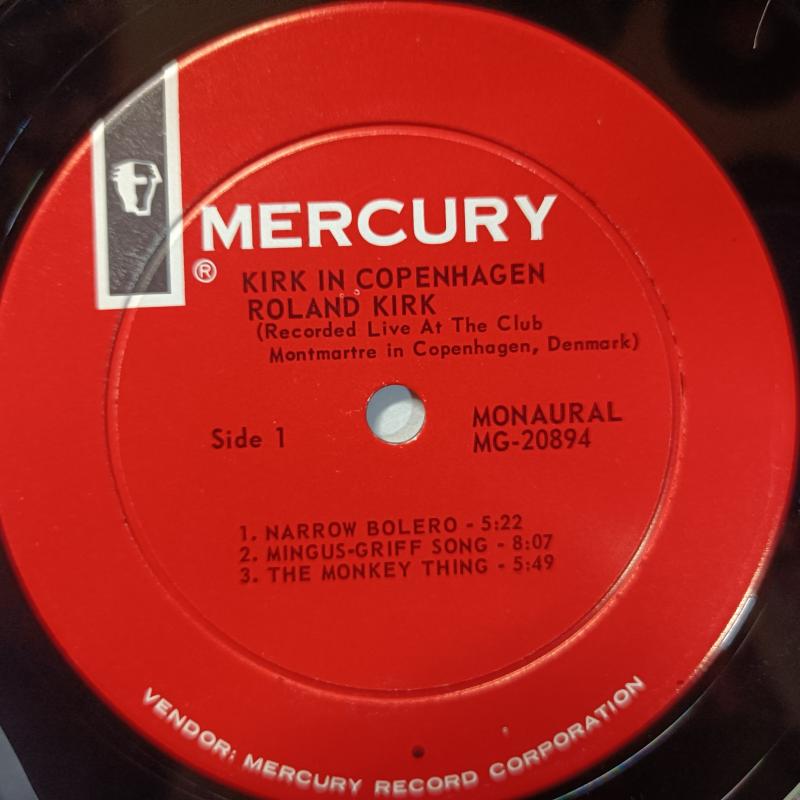 MERCURY
®
KIRK IN COPENHAGEN
ROLAND KIRK
(Recorded Live At The Club
Montmartre in Copenhagen, Denmark)
Side 1
MONAURAL
MG-20894
1. NARROW BOLERO - 5:22
2. MINGUS-GRIFF SONG - 8:07
3. THE MONKEY THING - 5:49
VENDOR: MERCURY RECORD CORPORATION